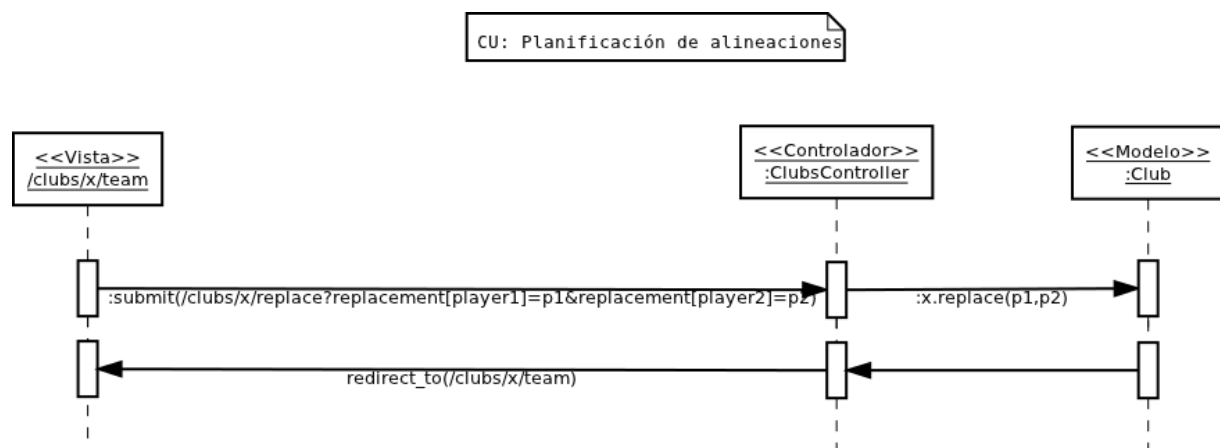 CU: Planificación de alineaciones
<<Vista>>
/clubs/x/team
<<Controlador>>
:ClubsController
<<Modelo>>
:Club
:submit(/clubs/x/replace?replacement[player1]=p1&replacement[player2]=p2)
:x.replace(p1,p2)
redirect_to(/clubs/x/team)